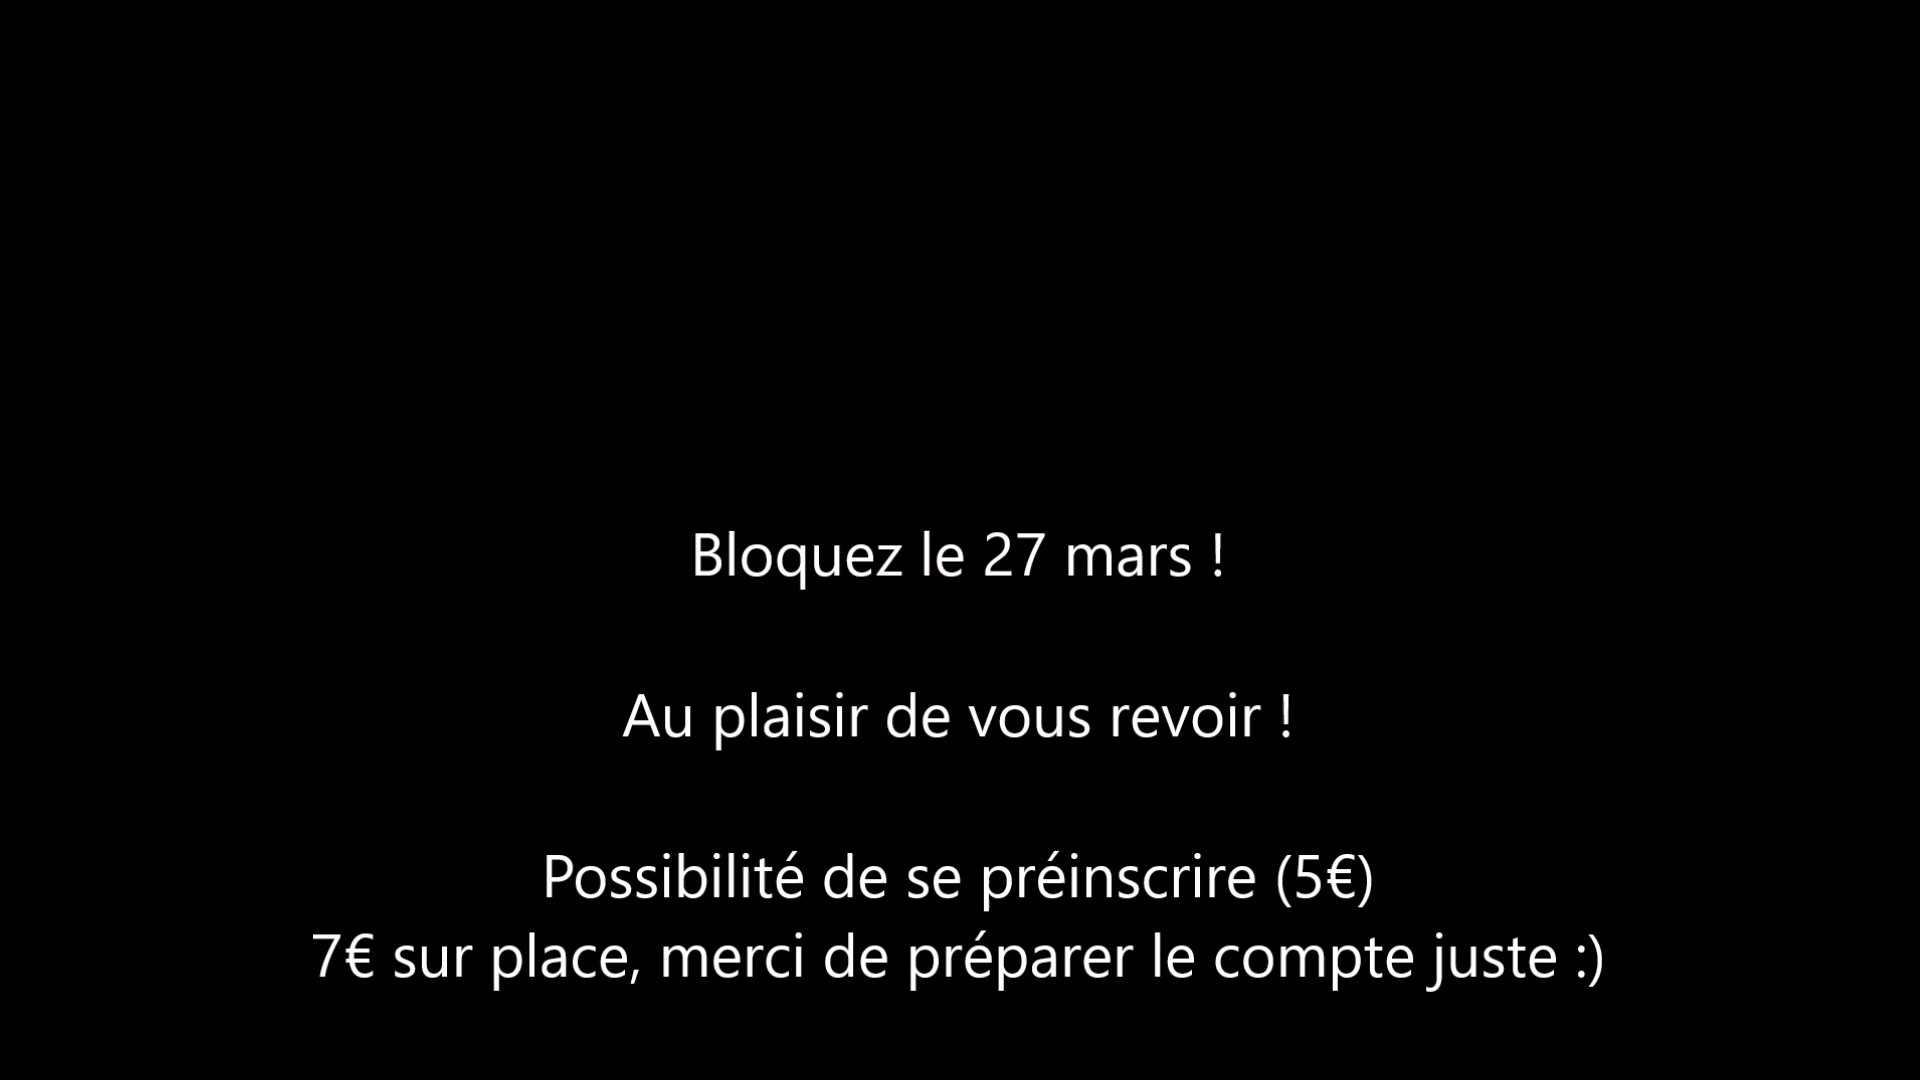 Bloquez le 27 mars !
Au plaisir de vous revoir !
Possibilité de se préinscrire (5€)
7€ sur place, merci de préparer le compte juste :)